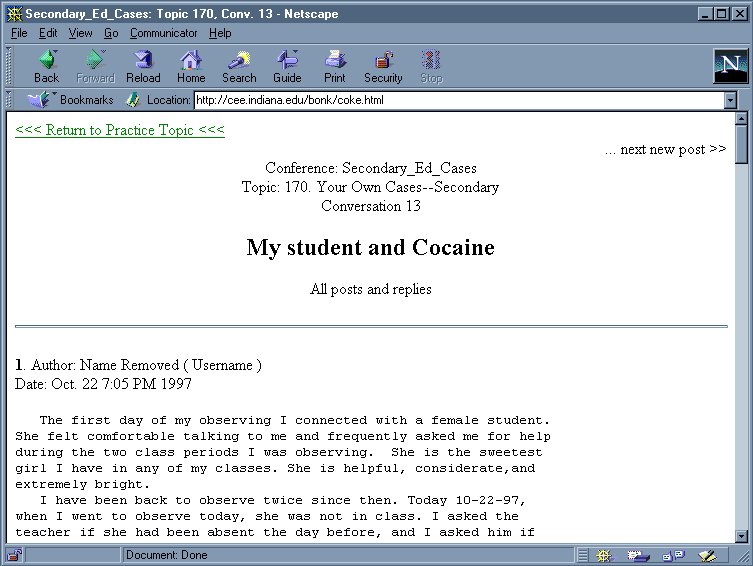 Secondary_Ed_Cases: Topic 170, Conv. 13 - Netscape
File Edit View Go Communicator Help
Back Forward Reload Home Search Guide Print Security Stop
N
Bookmarks Location: http://cee.indiana.edu/bonk/coke.html
<<< Return to Practice Topic <<<
... next new post >>
Conference: Secondary_Ed_Cases
Topic: 170. Your Own Cases--Secondary
Conversation 13
My student and Cocaine
All posts and replies
1. Author: Name Removed ( Username )
Date: Oct. 22 7:05 PM 1997
The first day of my observing I connected with a female student.
She felt comfortable talking to me and frequently asked me for help
during the two class periods I was observing.  She is the sweetest
girl I have in any of my classes. She is helpful, considerate,and
extremely bright.
I have been back to observe twice since then. Today 10-22-97,
when I went to observe today, she was not in class. I asked the
teacher if she had been absent the day before, and I asked him if
Document: Done